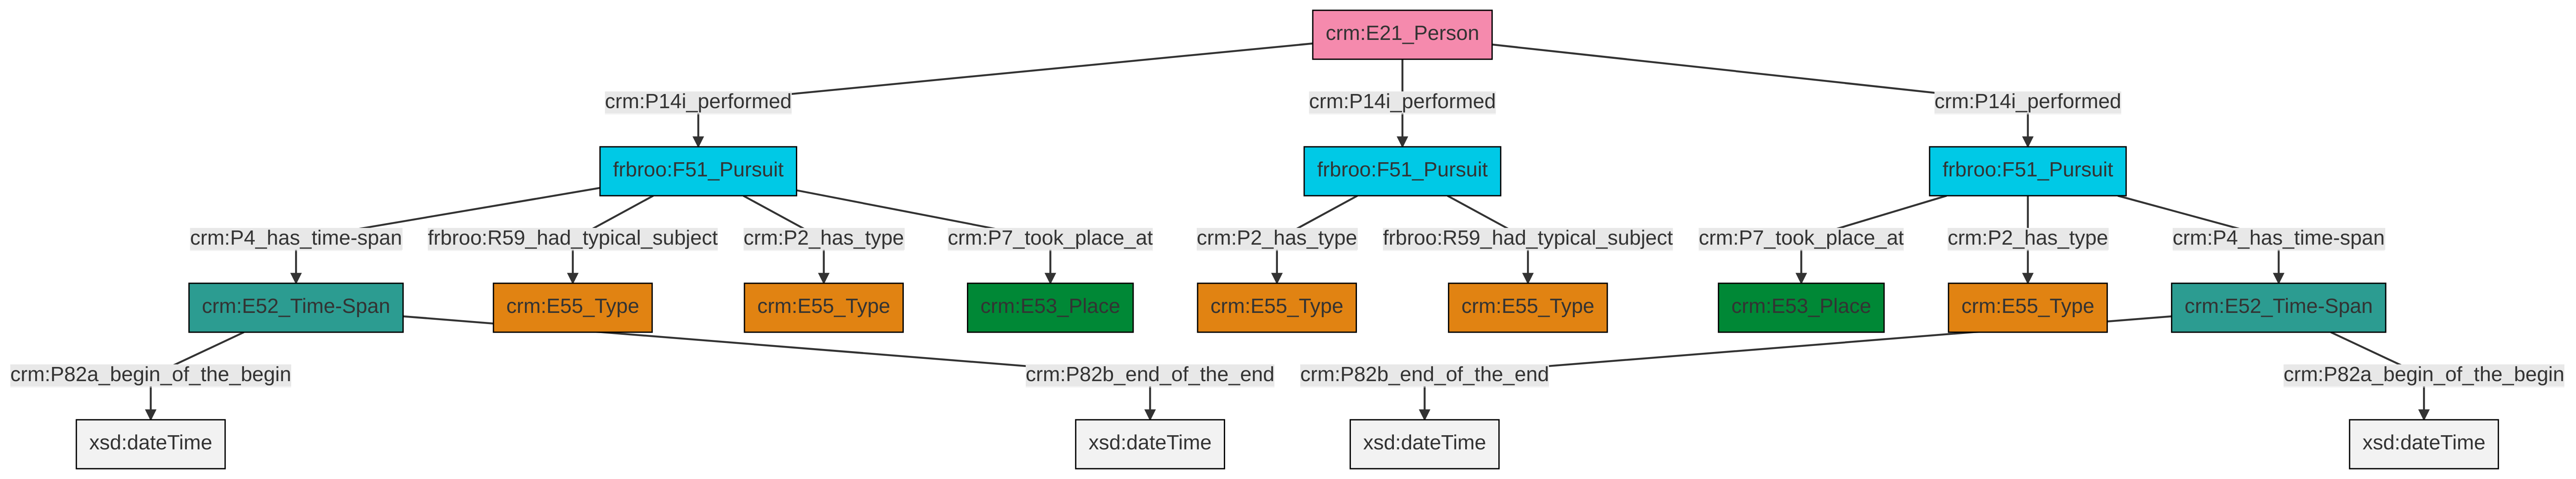 crm:E21_Person
crm:P14i_performed
crm:P14i_performed
crm:P14i_performed
frbroo:F51_Pursuit
frbroo:F51_Pursuit
frbroo:F51_Pursuit
crm:P4_has_time-span
frbroo:R59_had_typical_subject
crm:P2_has_type
crm:P7_took_place_at
crm:P2_has_type
frbroo:R59_had_typical_subject
crm:P7_took_place_at
crm:P2_has_type
crm:P4_has_time-span
crm:E52_Time-Span
crm:E55_Type
crm:E55_Type
crm:E53_Place
crm:E55_Type
crm:E55_Type
crm:E53_Place
crm:E55_Type
crm:E52_Time-Span
crm:P82a_begin_of_the_begin
crm:P82b_end_of_the_end
crm:P82b_end_of_the_end
crm:P82a_begin_of_the_begin
xsd:dateTime
xsd:dateTime
xsd:dateTime
xsd:dateTime